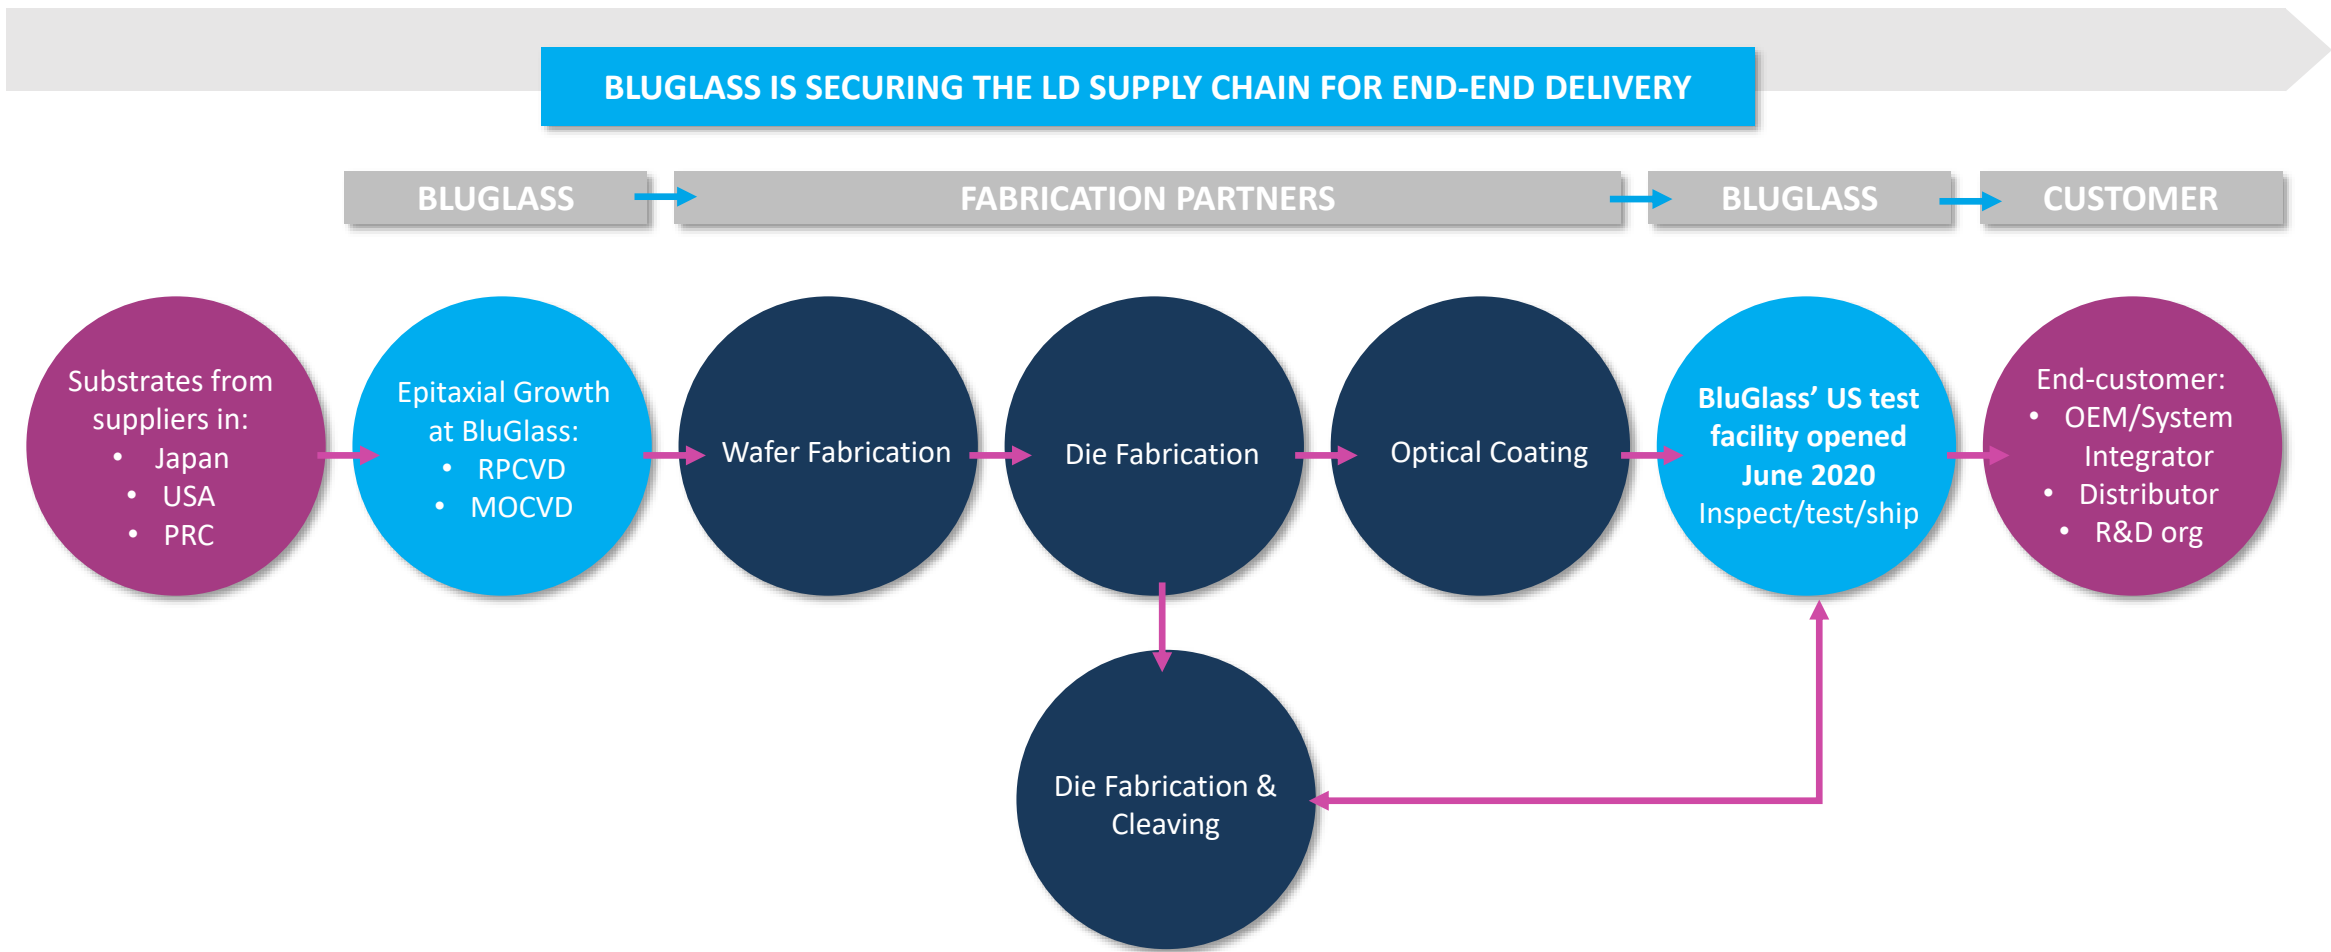 BLUGLASS IS SECURING THE LD SUPPLY CHAIN FOR END-END DELIVERY
BLUGLASS
FABRICATION PARTNERS
BLUGLASS
CUSTOMER
Substrates from
suppliers in:
• Japan
• USA
• PRC
Epitaxial Growth
at BluGlass:
• RPCVD
• MOCVD
Wafer Fabrication
Die Fabrication
Optical Coating
BluGlass’ US test
facility opened
June 2020
Inspect/test/ship
End-customer:
• OEM/System
Integrator
• Distributor
• R&D org
Die Fabrication &
Cleaving